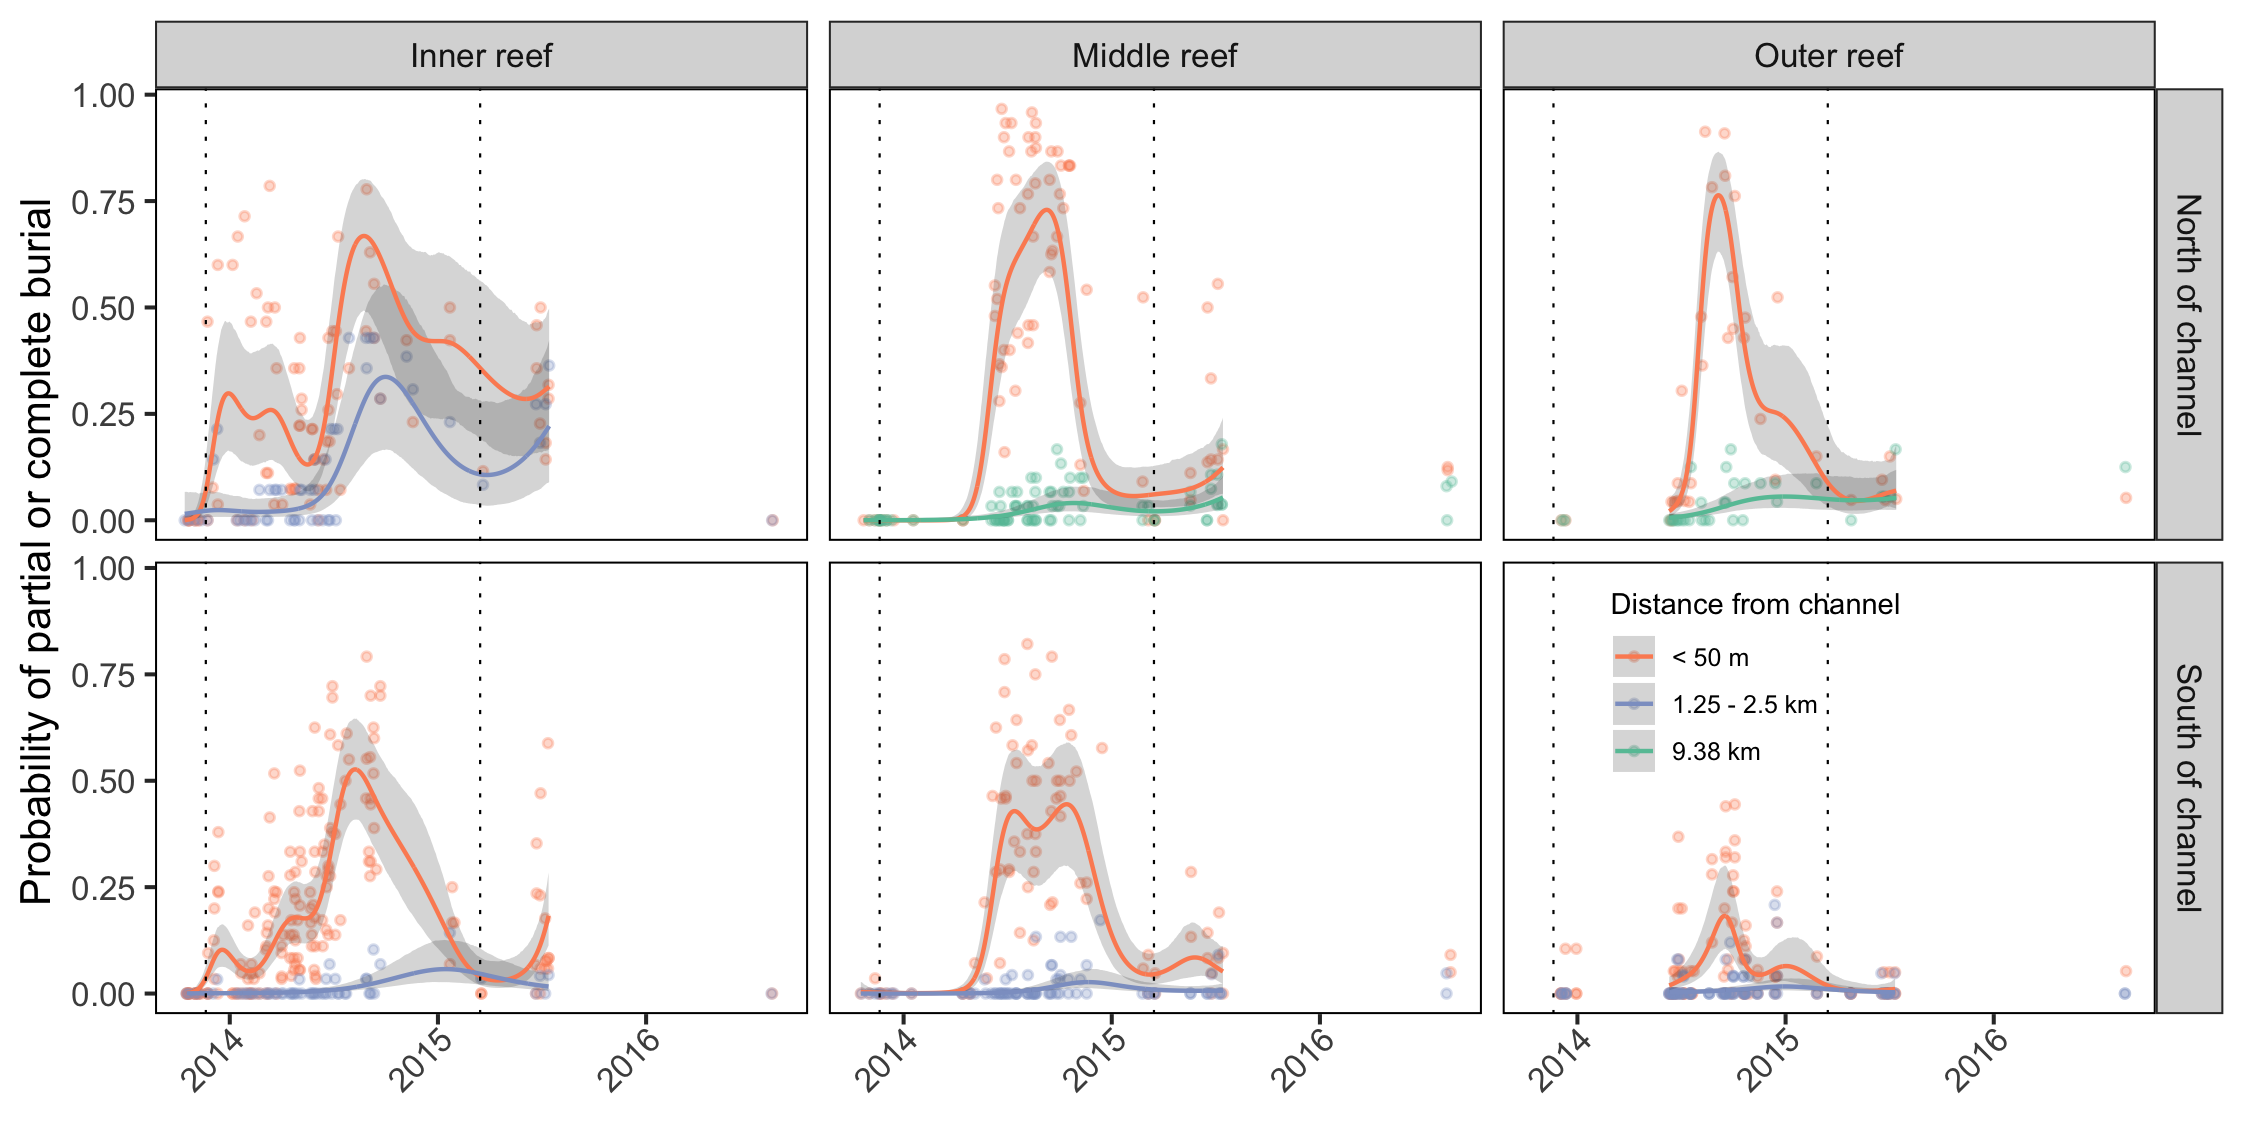 Inner reef
Middle reef
Outer reef
Probability of partial or complete burial
1.00
0.75
0.50
0.25
0.00
North of channel
1.00
0.75
0.50
0.25
0.00
Distance from channel
< 50 m
1.25 - 2.5 km
9.38 km
South of channel
2014
2015
2016
2014
2015
2016
2014
2015
2016